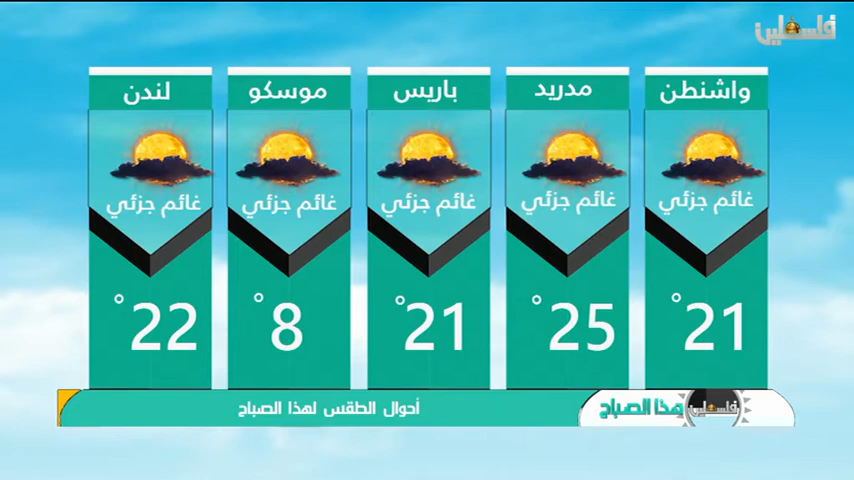 فلسطين
واشنطن
مدريد
باريس
موسكو
لندن
غائم جزئي
غائم جزئي
غائم جزئي
غائم جزئي
غائم جزئي
21°
25°
21°
8°
22°
فلسطين هذا الصباح
أحوال الطقس لهذا الصباح